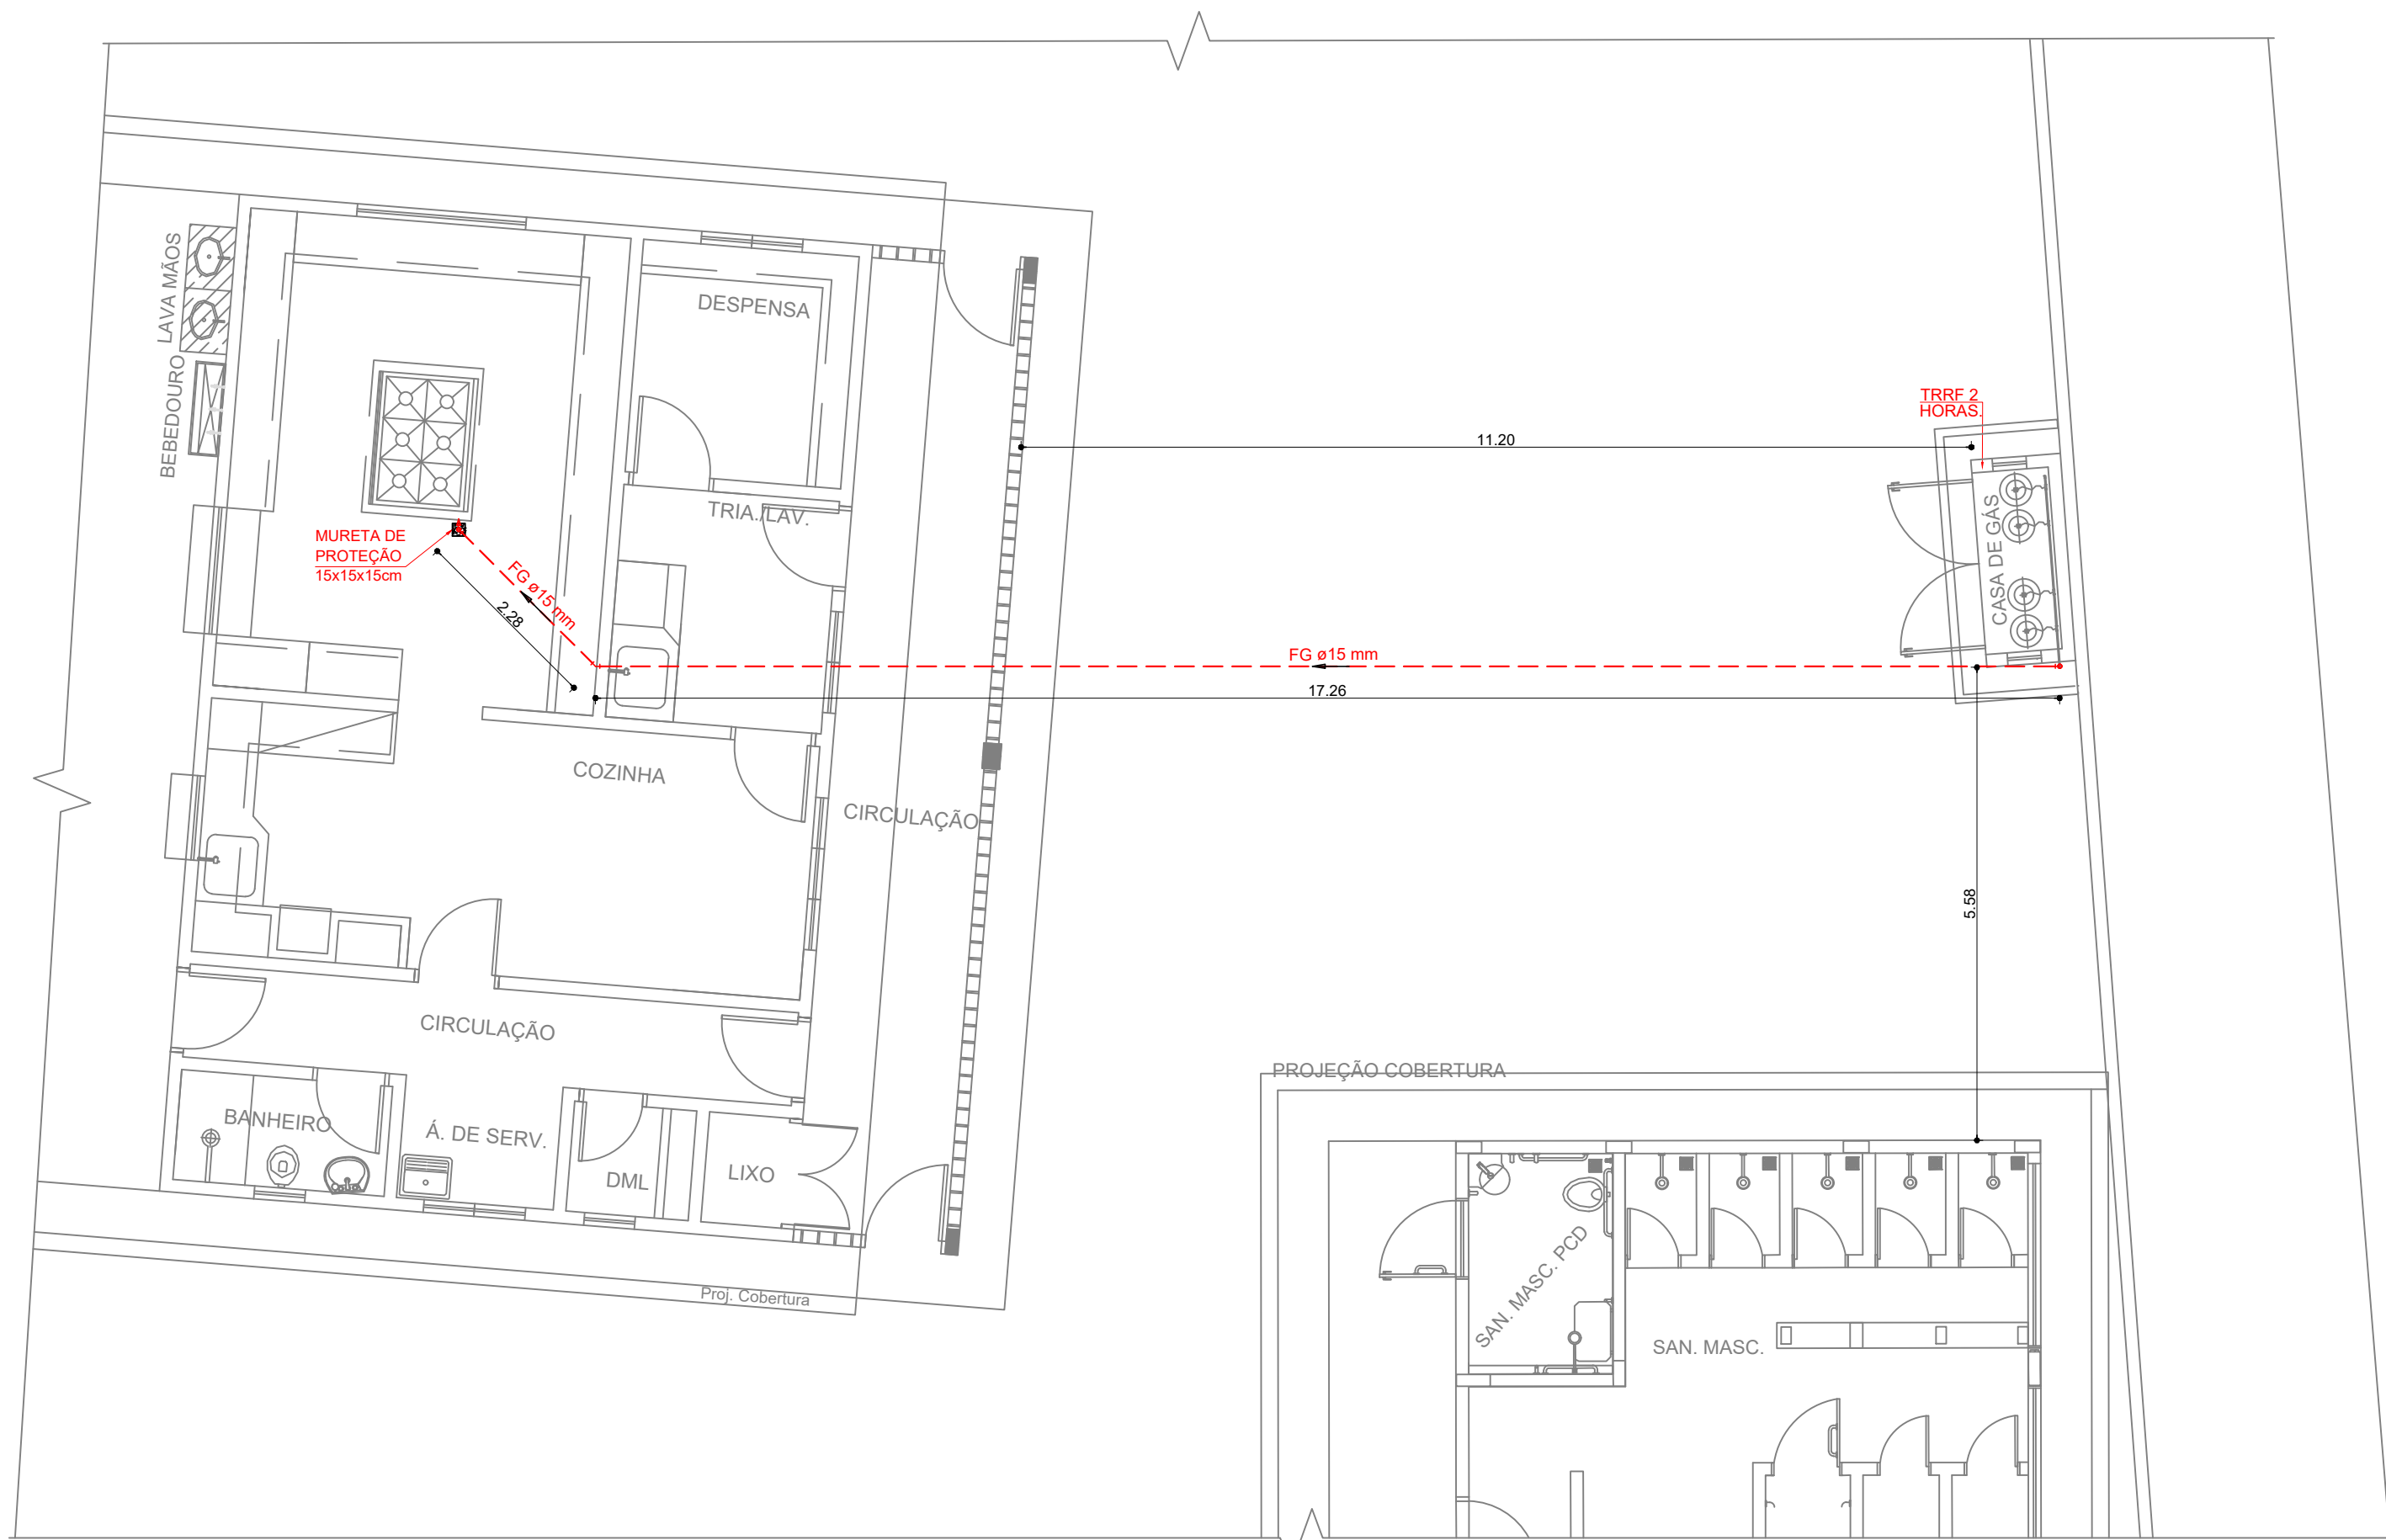 LAVA MÃOS
BEBEDOURO
DESPENSA
TRIA./LAV.
MURETA DE
PROTEÇÃO
15x15x15cm
FG ø15 mm
2.28
11.20
TRRF 2
HORAS.
CASA DE GÁS
FG ø15 mm
17.26
5.58
COZINHA
CIRCULAÇÃO
CIRCULAÇÃO
BANHEIRO
Á. DE SERV.
DML
LIXO
Proj. Cobertura
PROJEÇÃO COBERTURA
SAN. MASC. PCD
SAN. MASC.